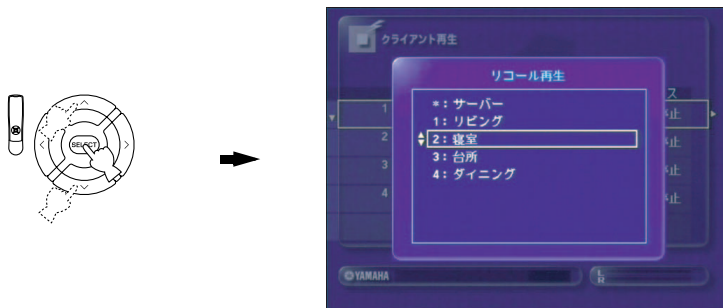 SELECT
クライアント再生
リコール再生
ス
*：サーバー
1：リビング
2：寝室
3：台所
4：ダイニング
1
止
2
止
3
止
4
止
YAMAHA
L
R